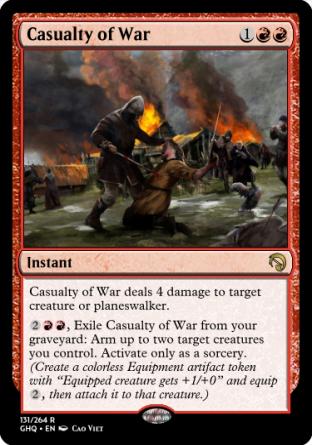 Casualty of War 1
Instant
Casualty of War deals 4 damage to target
creature or planeswalker.
2, Exile Casualty of War from your
graveyard: Arm up to two target creatures
you control. Activate only as a sorcery.
(Create a colorless Equipment artifact token
with “Equipped creature gets +1/+0” and equip
2, then attach it to that creature.)
131/264 R
GHQ • EN Cao Viet